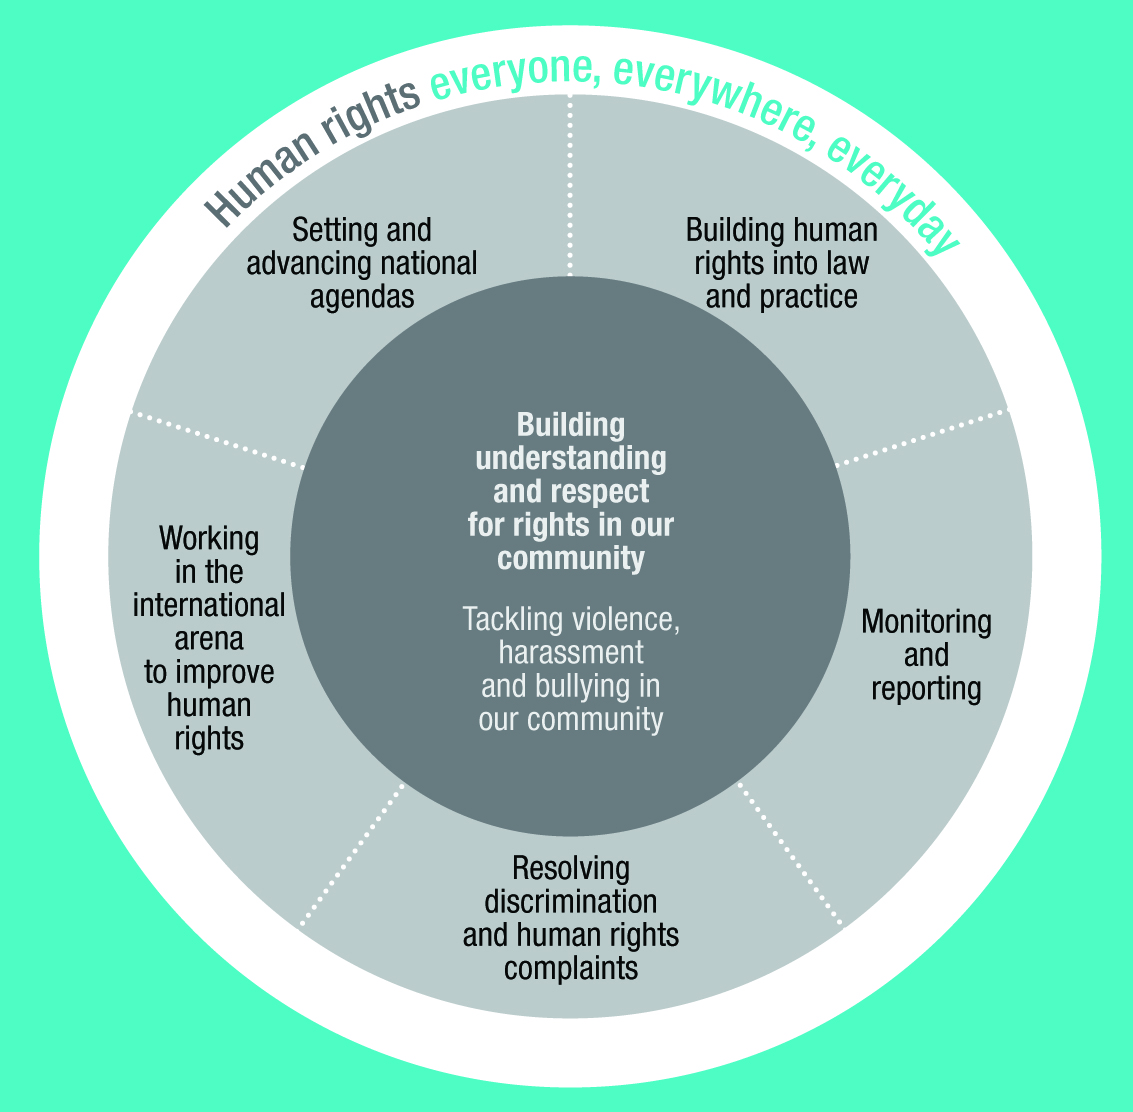 Human rights everyone, everywhere, everyday
Setting and
advancing national
agendas
Building human
rights into law
and practice
Building
understanding
and respect
for rights in our
community
Tackling violence,
harassment
and bullying in
our community
Working
in the
international
arena
to improve
human
rights
Monitoring
and
reporting
Resolving
discrimination
and human rights
complaints